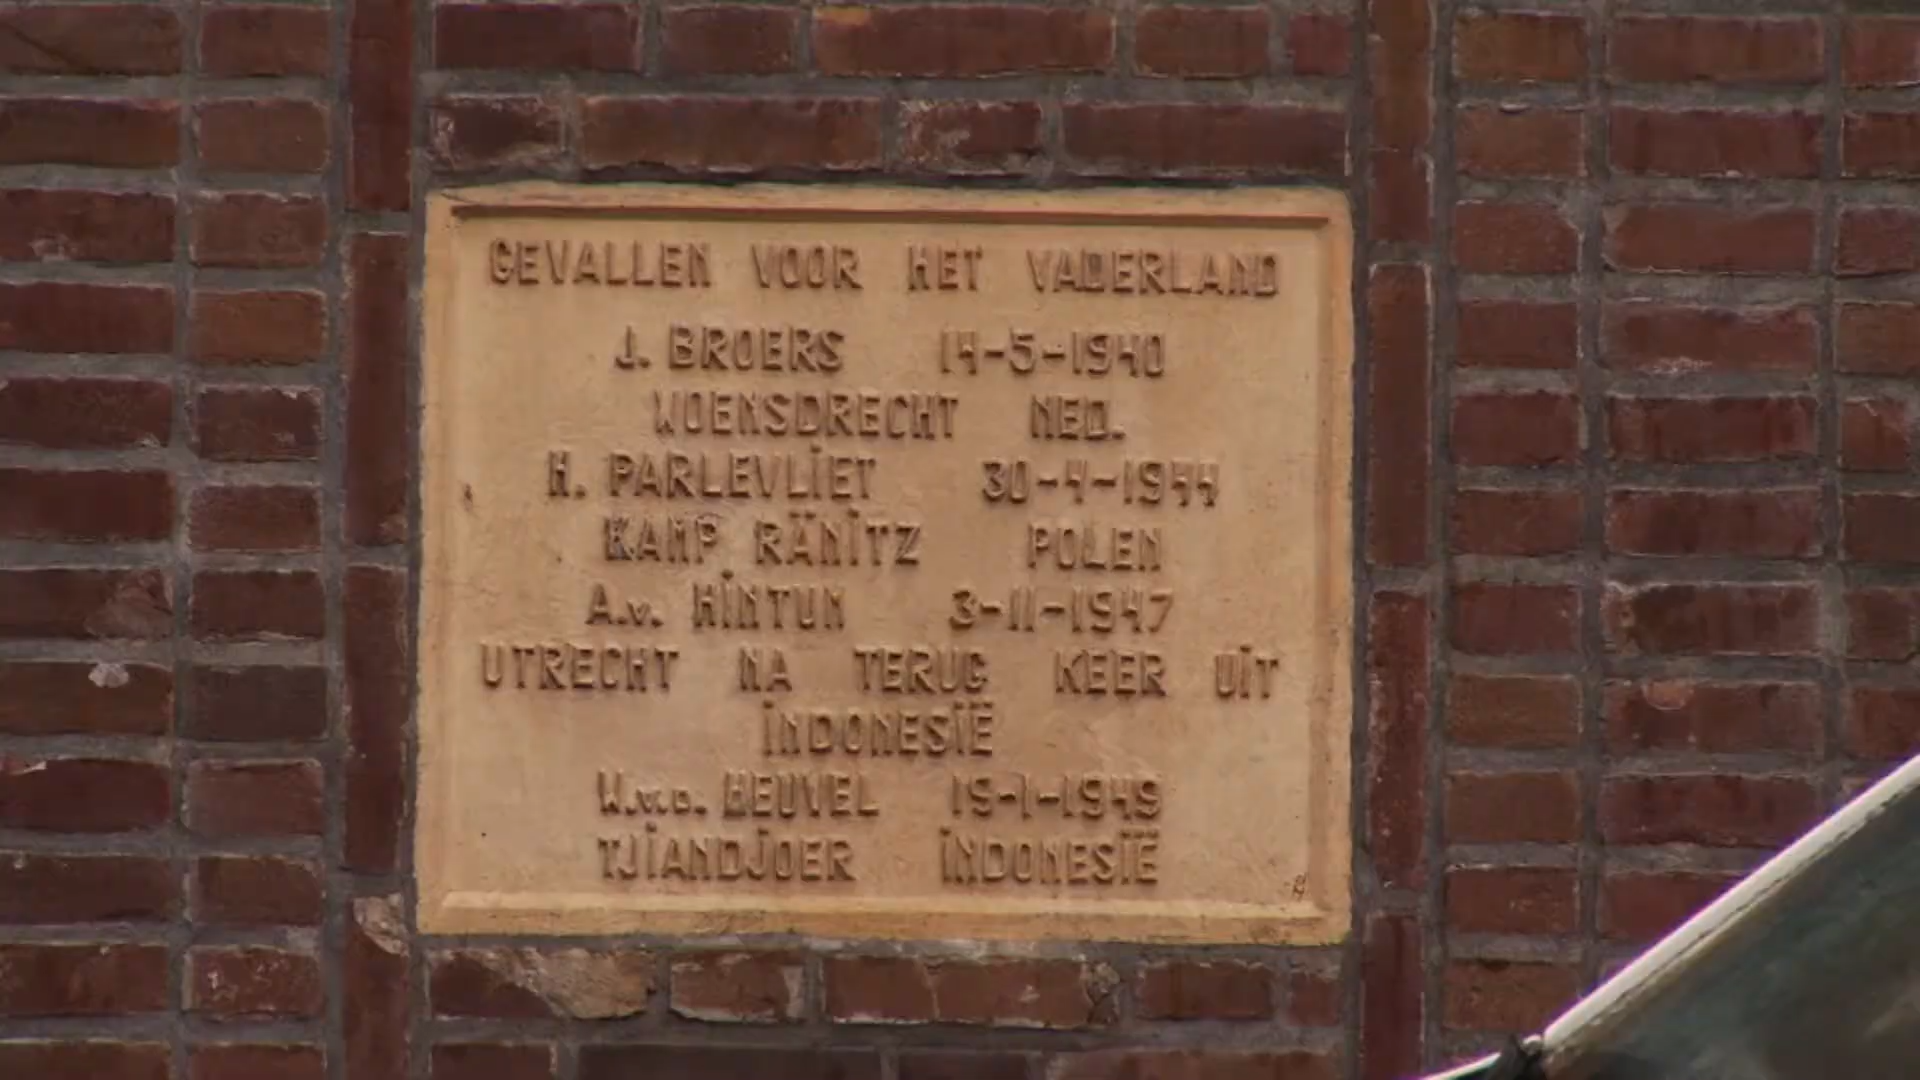 GEVALLEN VOOR HET VADERLAND
J. BROERS 14-5-1940
WOENSDRECHT NED.
H. PARLEVLIET 30-4-1944
KAMP RÄNITZ POLEN
A.v. HINTUM 3-11-1947
UTRECHT NA TERUG KEER UIT
INDONESIË
W.v.D. HEUVEL 19-1-1949
TJIANDJOER INDONESIË